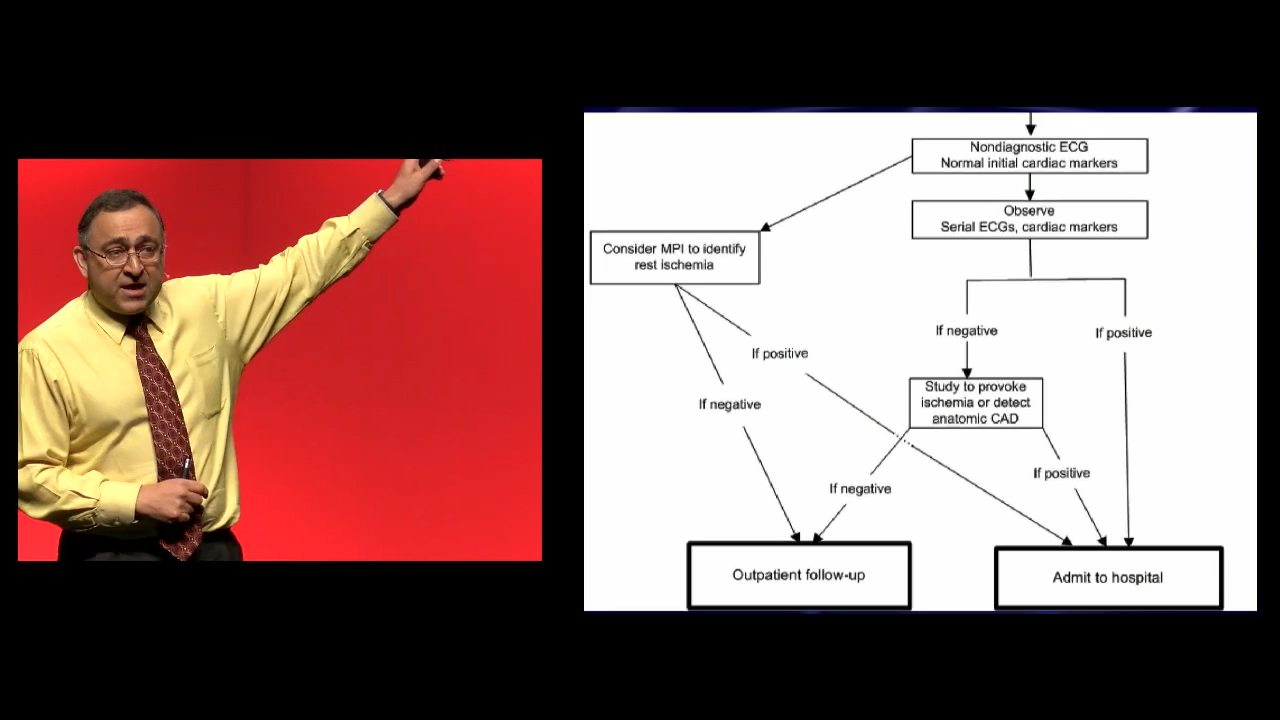 Nondiagnostic ECG
Normal initial cardiac markers
Observe
Serial ECGs, cardiac markers
Consider MPI to identify
rest ischemia
If negative
If positive
If positive
Study to provoke
ischemia or detect
anatomic CAD
If negative
If positive
If negative
Outpatient follow-up
Admit to hospital